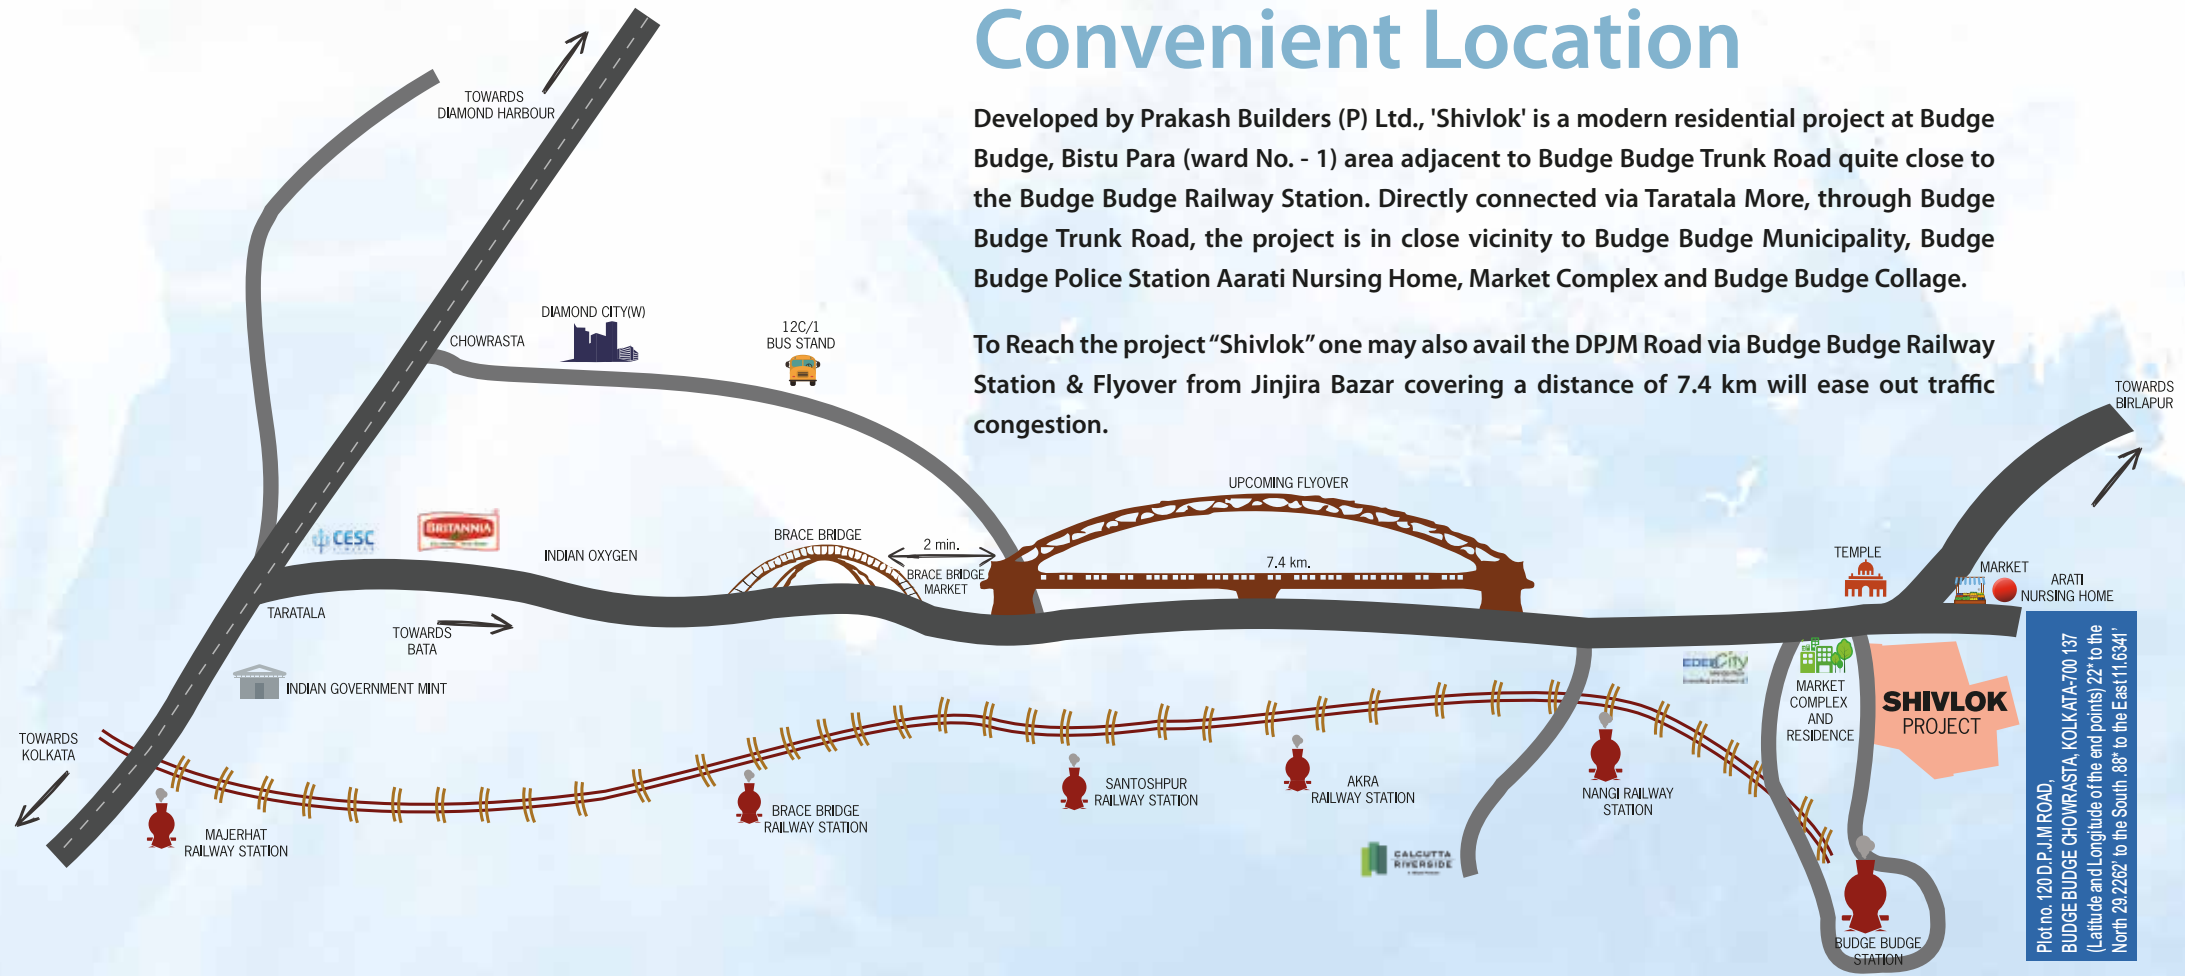 Convenient Location
Developed by Prakash Builders (P) Ltd., 'Shivlok' is a modern residential project at Budge
Budge, Bistu Para (ward No. - 1) area adjacent to Budge Budge Trunk Road quite close to
the Budge Budge Railway Station. Directly connected via Taratala More, through Budge
Budge Trunk Road, the project is in close vicinity to Budge Budge Municipality, Budge
Budge Police Station Aarati Nursing Home, Market Complex and Budge Budge Collage.
To Reach the project “Shivlok” one may also avail the DPJM Road via Budge Budge Railway
Station & Flyover from Jinjira Bazar covering a distance of 7.4 km will ease out traffic
congestion.
TOWARDS
DIAMOND HARBOUR
DIAMOND CITY(W)
CHOWRASTA
12C/1
BUS STAND
TOWARDS
BIRLAPUR
UPCOMING FLYOVER
7.4 km.
CESC
LIMITED
BRITANNIA
INDIAN OXYGEN
BRACE BRIDGE
2 min.
BRACE BRIDGE
MARKET
TEMPLE
MARKET
ARATI
NURSING HOME
TARATALA
TOWARDS
BATA
INDIAN GOVERNMENT MINT
TOWARDS
KOLKATA
MAJERHAT
RAILWAY STATION
BRACE BRIDGE
RAILWAY STATION
SANTOSHPUR
RAILWAY STATION
AKRA
RAILWAY STATION
NANGI RAILWAY
STATION
EDEN CITY
MARKET
COMPLEX
AND
RESIDENCE
SHIVLOK
PROJECT
CALCUTTA
RIVERSIDE
BUDGE BUDGE
STATION
Plot no. 120 D.P.J.M ROAD,
BUDGE BUDGE CHOWRASTA, KOLKATA-700 137
(Latitude and Longitude of the end points) 22* to the
North 29.2262' to the South .88* to the East 11.6341'